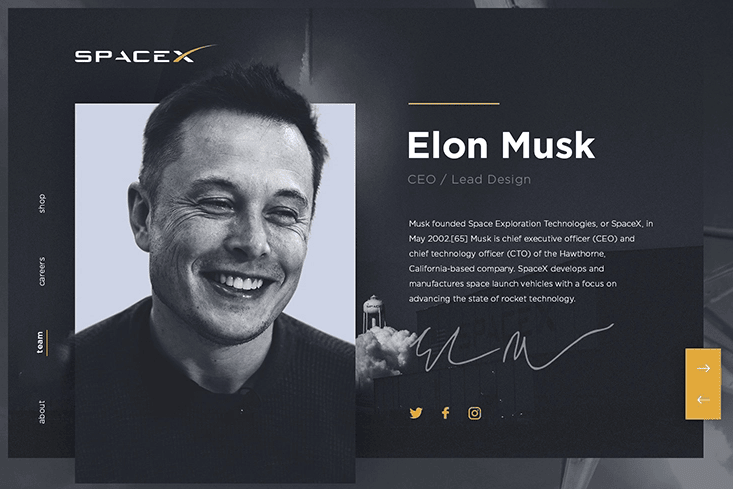 SPACEX
shop
careers
team
about
Elon Musk
CEO / Lead Design
Musk founded Space Exploration Technologies, or SpaceX, in
May 2002.[65] Musk is chief executive officer (CEO) and
chief technology officer (CTO) of the Hawthorne,
California-based company. SpaceX develops and
manufactures space launch vehicles with a focus on
advancing the state of rocket technology.